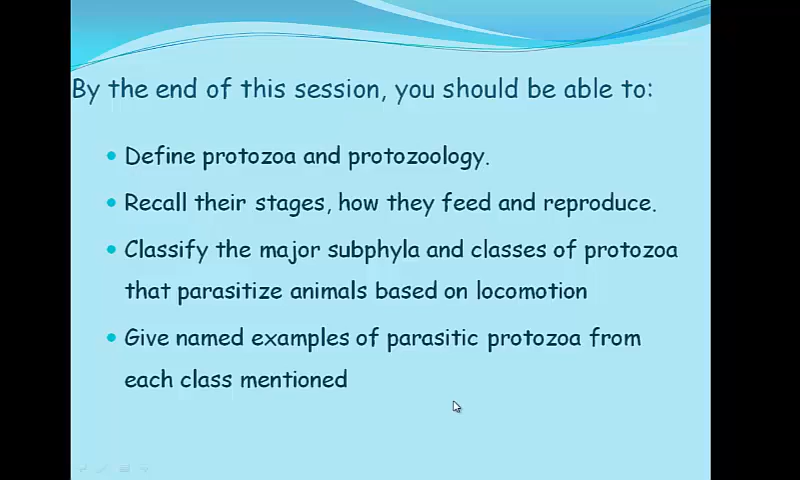 By the end of this session, you should be able to:
• Define protozoa and protozoology.
• Recall their stages, how they feed and reproduce.
• Classify the major subphyla and classes of protozoa
that parasitize animals based on locomotion
• Give named examples of parasitic protozoa from
each class mentioned